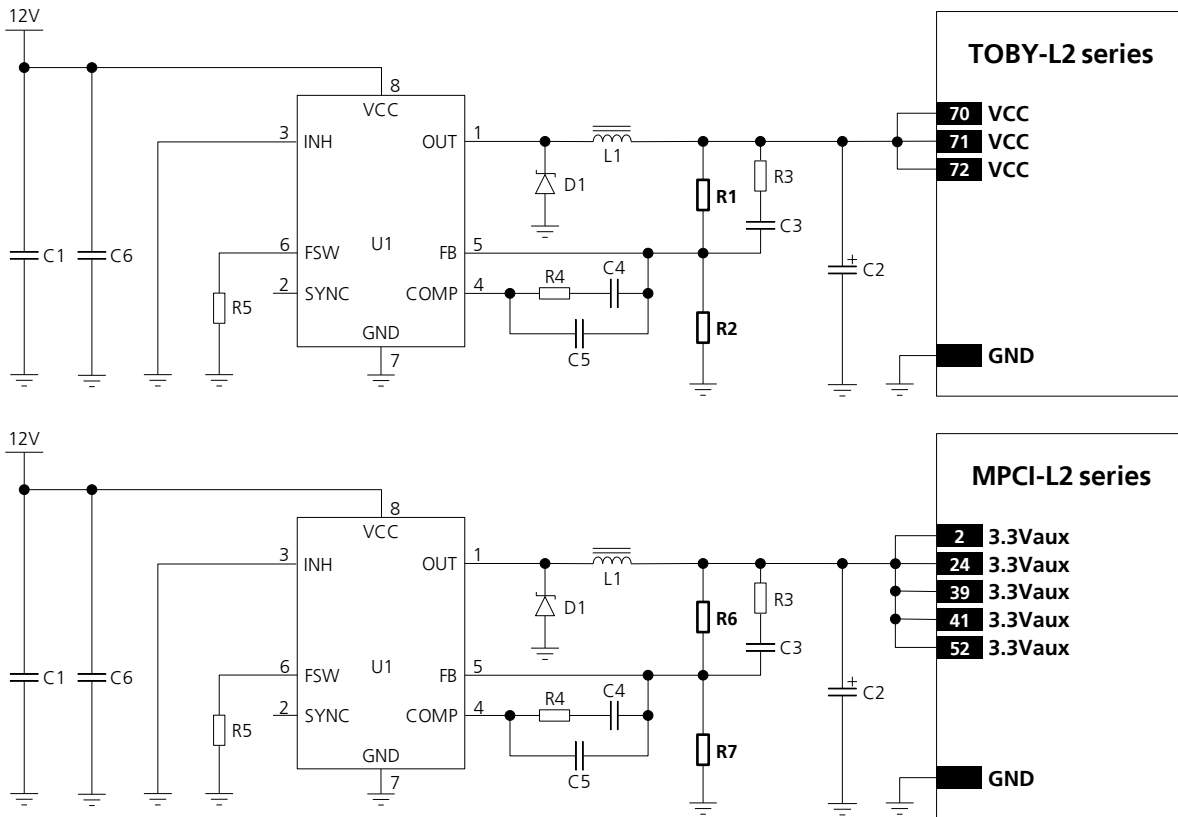 12V
TOBY-L2 series
8
VCC
70 VCC
3 INH
OUT 1
71 VCC
L1
72 VCC
D1
R1
R3
C3
C1
C6
6 FSW
U1
FB 5
C2
+
R4
C4
2 SYNC
COMP 4
R5
R2
GND
C5
7
GND
12V
MPCI-L2 series
8
VCC
2 3.3Vaux
3 INH
OUT 1
24 3.3Vaux
L1
39 3.3Vaux
D1
R6
R3
41 3.3Vaux
C3
52 3.3Vaux
C1
C6
6 FSW
U1
FB 5
C2
+
R4
C4
2 SYNC
COMP 4
R5
R7
GND
C5
7
GND